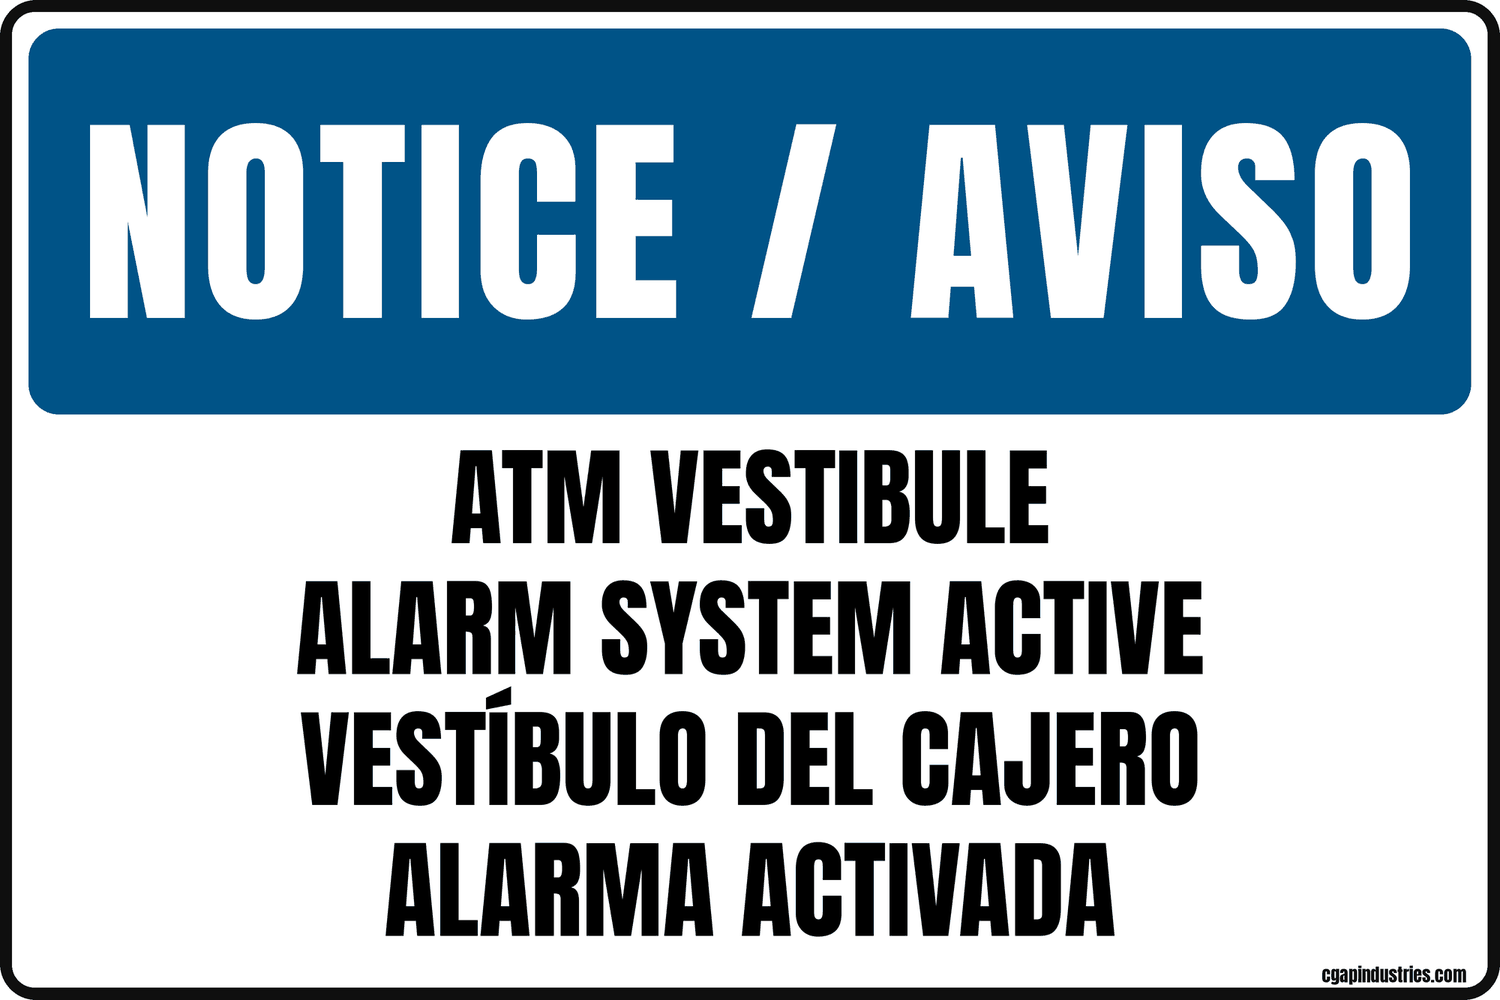 NOTICE / AVISO
ATM VESTIBULE
ALARM SYSTEM ACTIVE
VESTÍBULO DEL CAJERO
ALARMA ACTIVADA
cgapindustries.com